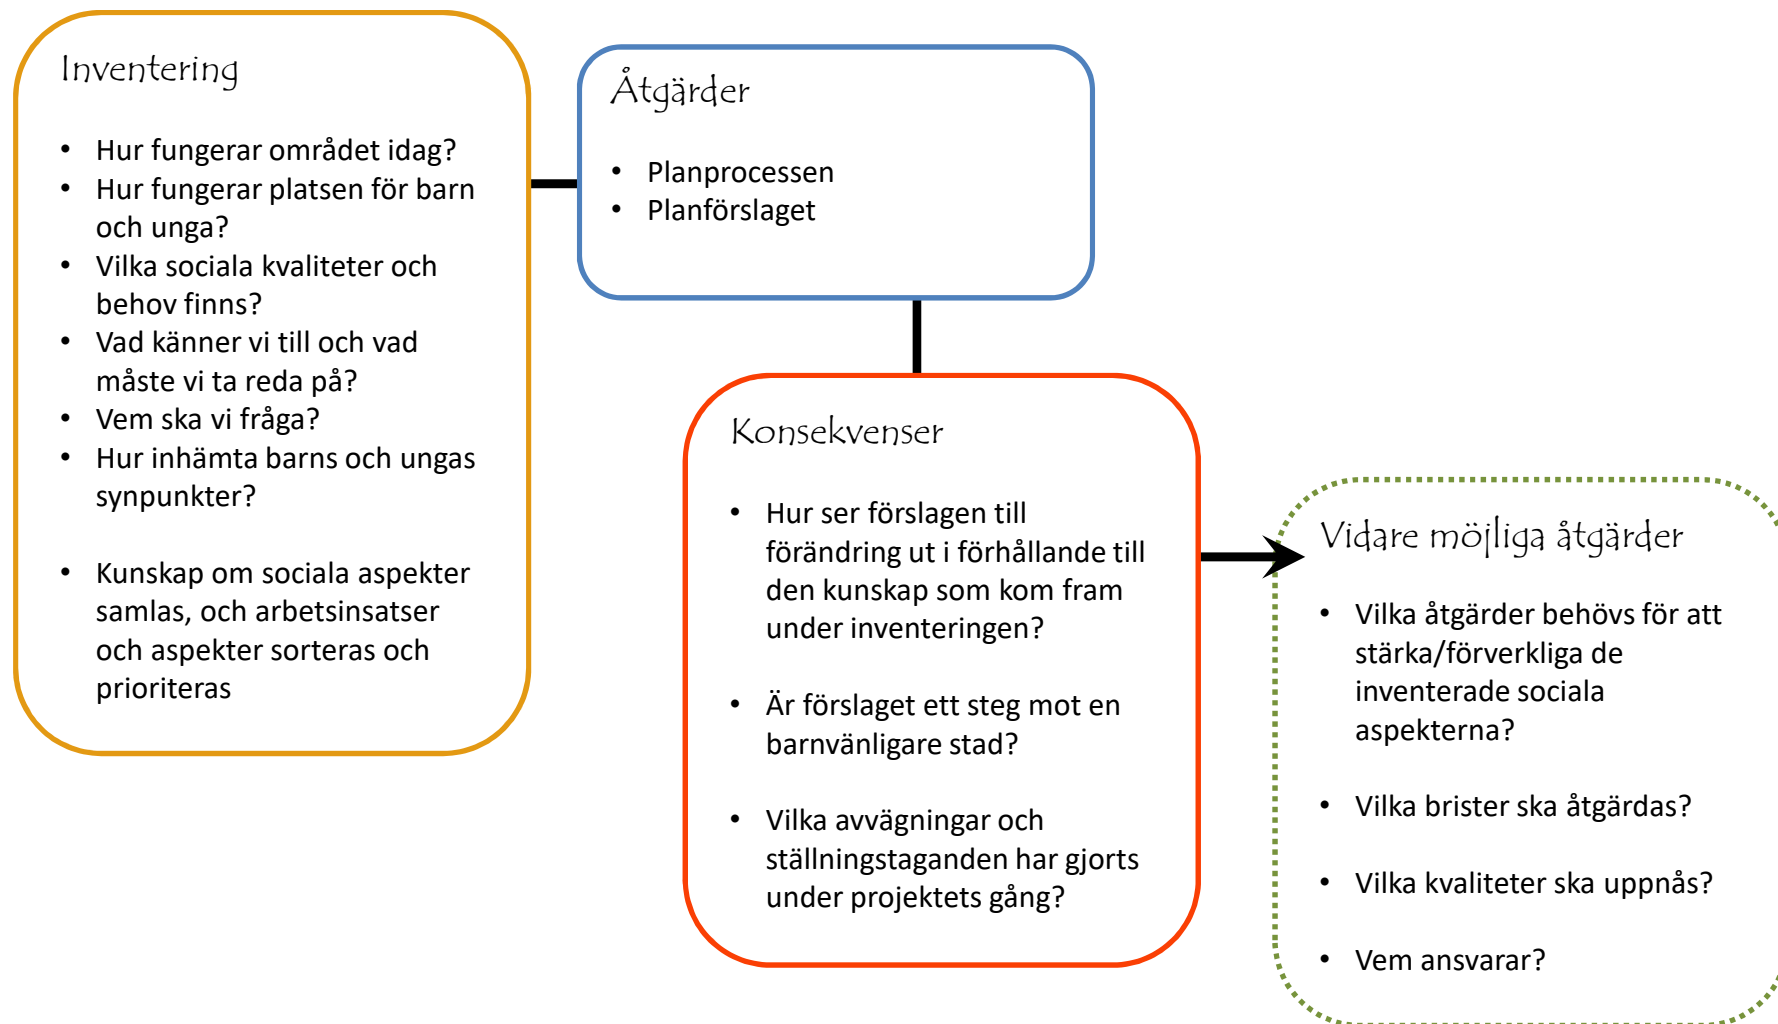 Inventering
• Hur fungerar området idag?
• Hur fungerar platsen för barn
och unga?
• Vilka sociala kvaliteter och
behov finns?
• Vad känner vi till och vad
måste vi ta reda på?
• Vem ska vi fråga?
• Hur inhämta barns och ungas
synpunkter?
• Kunskap om sociala aspekter
samlas, och arbetsinsatser
och aspekter sorteras och
prioriteras
Åtgärder
• Planprocessen
• Planförslaget
Konsekvenser
• Hur ser förslagen till
förändring ut i förhållande till
den kunskap som kom fram
under inventeringen?
• Är förslaget ett steg mot en
barnvänligare stad?
• Vilka avvägningar och
ställningstaganden har gjorts
under projektets gång?
Vidare möjliga åtgärder
• Vilka åtgärder behövs för att
stärka/förverkliga de
inventerade sociala
aspekterna?
• Vilka brister ska åtgärdas?
• Vilka kvaliteter ska uppnås?
• Vem ansvarar?